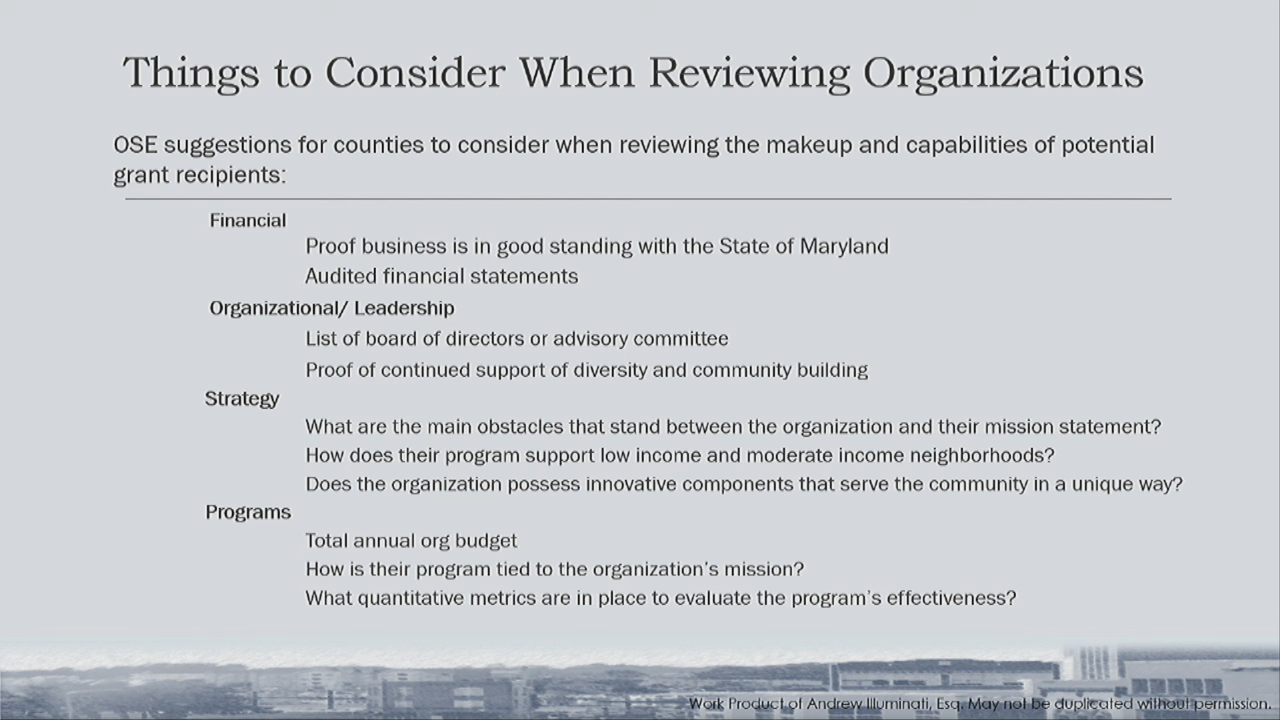 Things to Consider When Reviewing Organizations
OSE suggestions for counties to consider when reviewing the makeup and capabilities of potential
grant recipients:
Financial
Proof business is in good standing with the State of Maryland
Audited financial statements
Organizational/ Leadership
List of board of directors or advisory committee
Proof of continued support of diversity and community building
Strategy
What are the main obstacles that stand between the organization and their mission statement?
How does their program support low income and moderate income neighborhoods?
Does the organization possess innovative components that serve the community in a unique way?
Programs
Total annual org budget
How is their program tied to the organization's mission?
What quantitative metrics are in place to evaluate the program's effectiveness?
Work Product of Andrew Illuminati, Esq. May not be duplicated without permission.